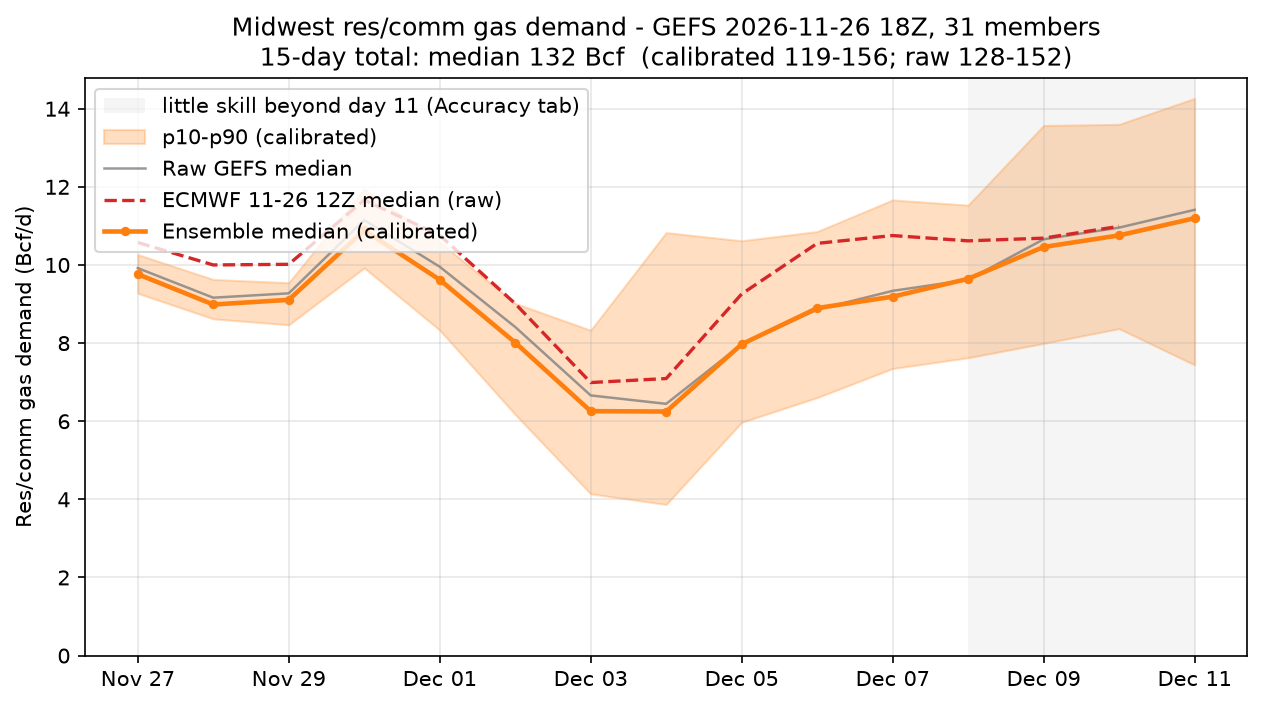 Midwest res/comm gas demand - GEFS 2026-11-26 18Z, 31 members
15-day total: median 132 Bcf  (calibrated 119-156; raw 128-152)
little skill beyond day 11 (Accuracy tab)
p10-p90 (calibrated)
Raw GEFS median
ECMWF 11-26 12Z median (raw)
Ensemble median (calibrated)
Res/comm gas demand (Bcf/d)
14
12
10
8
6
4
2
0
Nov 27
Nov 29
Dec 01
Dec 03
Dec 05
Dec 07
Dec 09
Dec 11